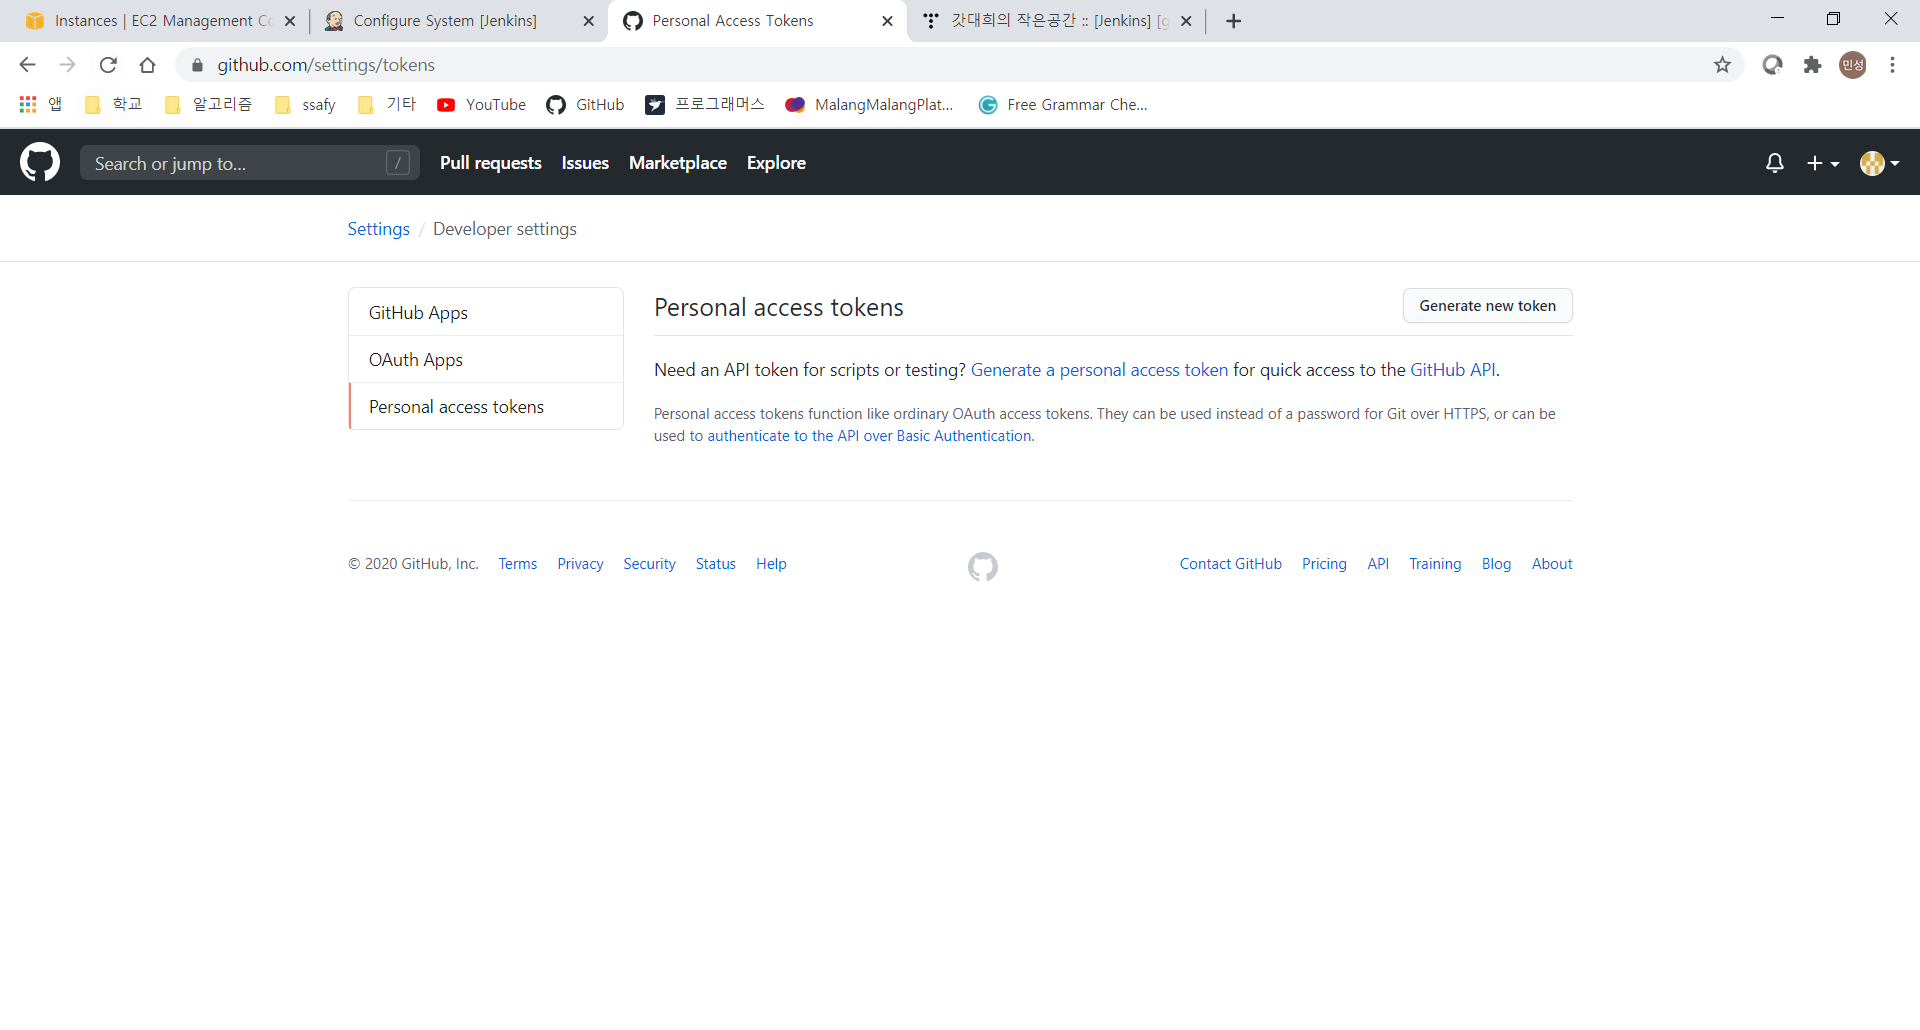 Instances | EC2 Management Co
Configure System [Jenkins]
Personal Access Tokens
갓대희의 작은공간 :: [Jenkins] [g
github.com/settings/tokens
민성
앱
학교
알고리즘
ssafy
기타
YouTube
GitHub
프로그래머스
MalangMalangPlat...
Free Grammar Che...
Search or jump to...
/
Pull requests
Issues
Marketplace
Explore
Settings / Developer settings
GitHub Apps
OAuth Apps
Personal access tokens
Personal access tokens
Generate new token
Need an API token for scripts or testing? Generate a personal access token for quick access to the GitHub API.
Personal access tokens function like ordinary OAuth access tokens. They can be used instead of a password for Git over HTTPS, or can be
used to authenticate to the API over Basic Authentication.
© 2020 GitHub, Inc.
Terms
Privacy
Security
Status
Help
Contact GitHub
Pricing
API
Training
Blog
About